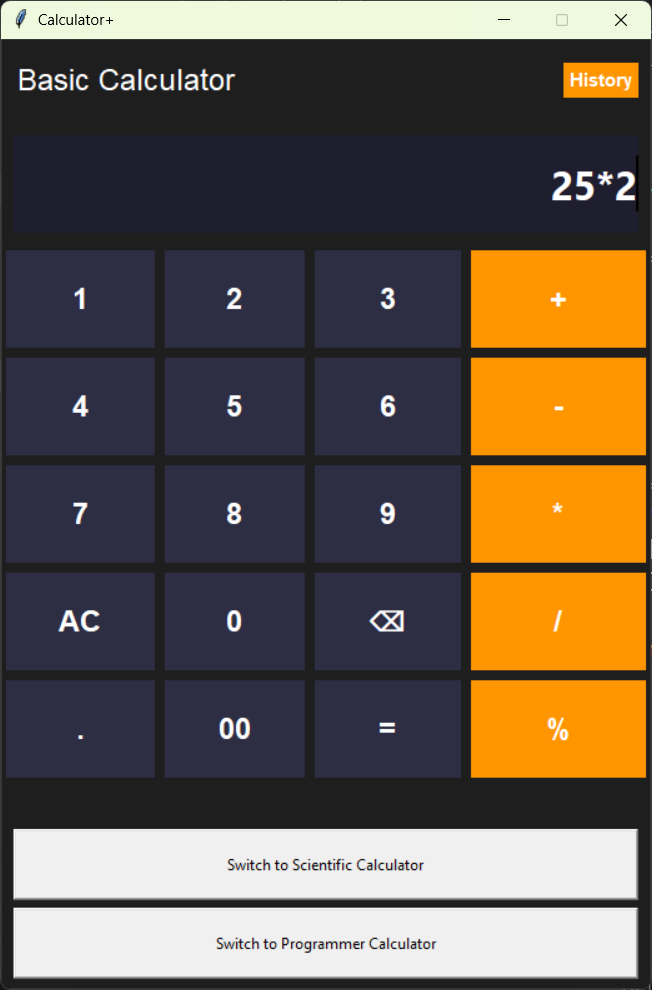 Calculator+
Basic Calculator History
25*2
1 2 3 +
4 5 6 -
7 8 9 *
AC 0 ⌫ /
. 00 = %
Switch to Scientific Calculator
Switch to Programmer Calculator